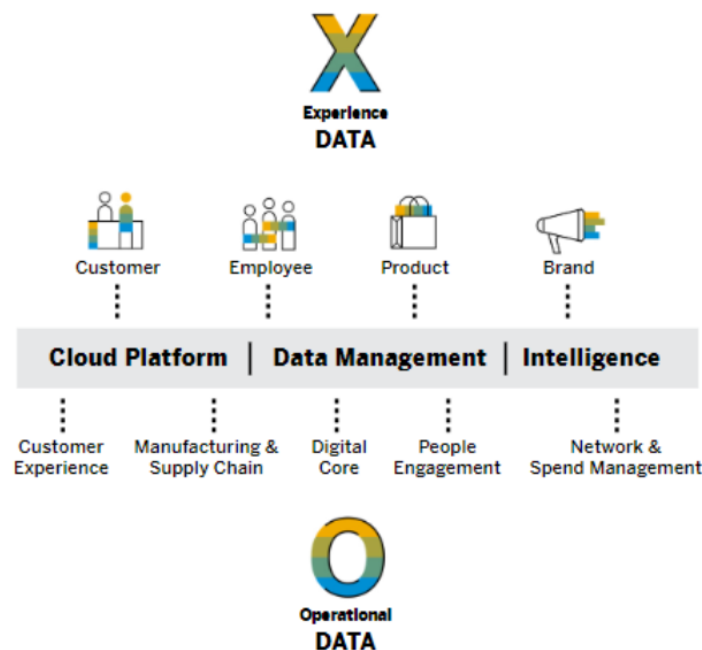 X
Experience
DATA
Customer Employee Product Brand
Cloud Platform | Data Management | Intelligence
Customer Experience
Manufacturing & Supply Chain
Digital Core
People Engagement
Network & Spend Management
O
Operational
DATA